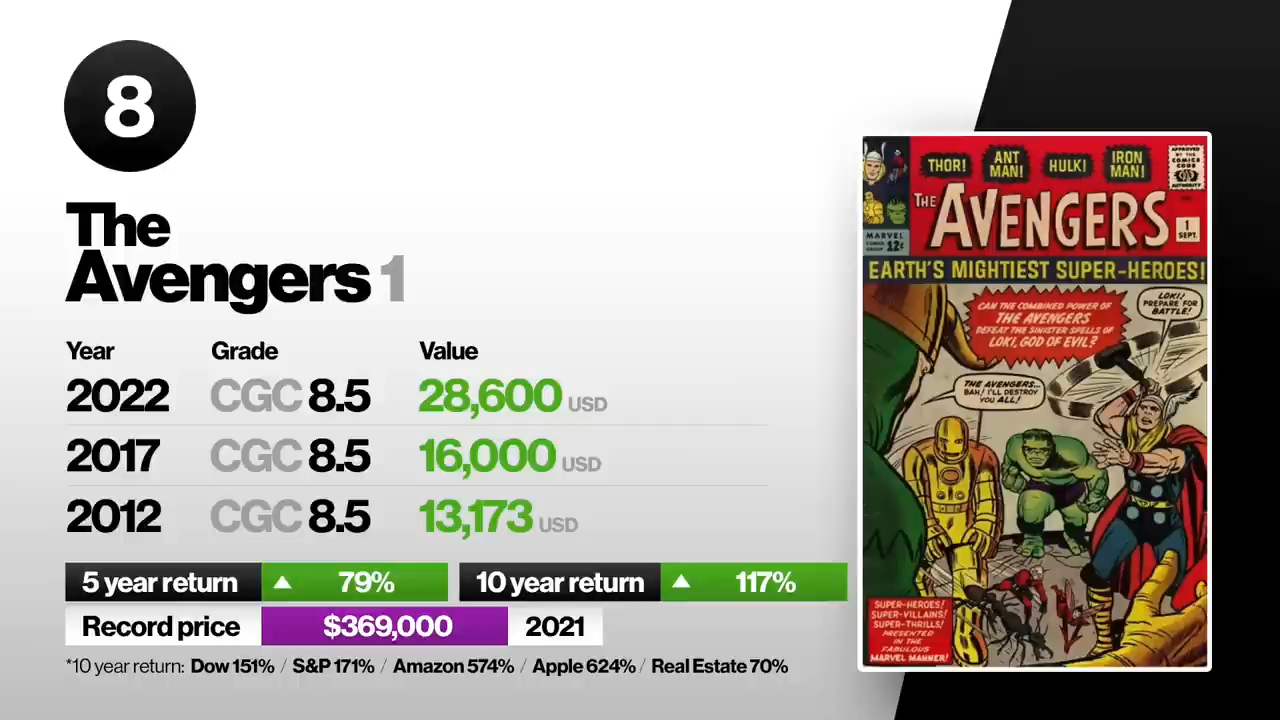 8
The
Avengers 1
Year Grade Value
2022 CGC 8.5 28,600 USD
2017 CGC 8.5 16,000 USD
2012 CGC 8.5 13,173 USD
5 year return 79% 10 year return 117%
Record price $369,000 2021
*10 year return: Dow 151% / S&P 171% / Amazon 574% / Apple 624% / Real Estate 70%
THOR!
ANT
MAN!
HULK!
IRON
MAN!
APPROVED
BY THE
COMICS
CODE
AUTHORITY
MARVEL
COMICS
GROUP 12¢
THE AVENGERS
1
SEPT.
EARTH'S MIGHTIEST SUPER-HEROES!
CAN THE COMBINED POWER OF
THE AVENGERS
DEFEAT THE SINISTER SPELLS OF
LOKI, GOD OF EVIL?
LOKI!
PREPARE FOR
BATTLE!
THE AVENGERS...
BAH! I'LL DESTROY
YOU ALL!
SUPER-HEROES!
SUPER-VILLAINS!
SUPER-THRILLS!
PRESENTED
IN THE
FABULOUS
MARVEL MANNER!